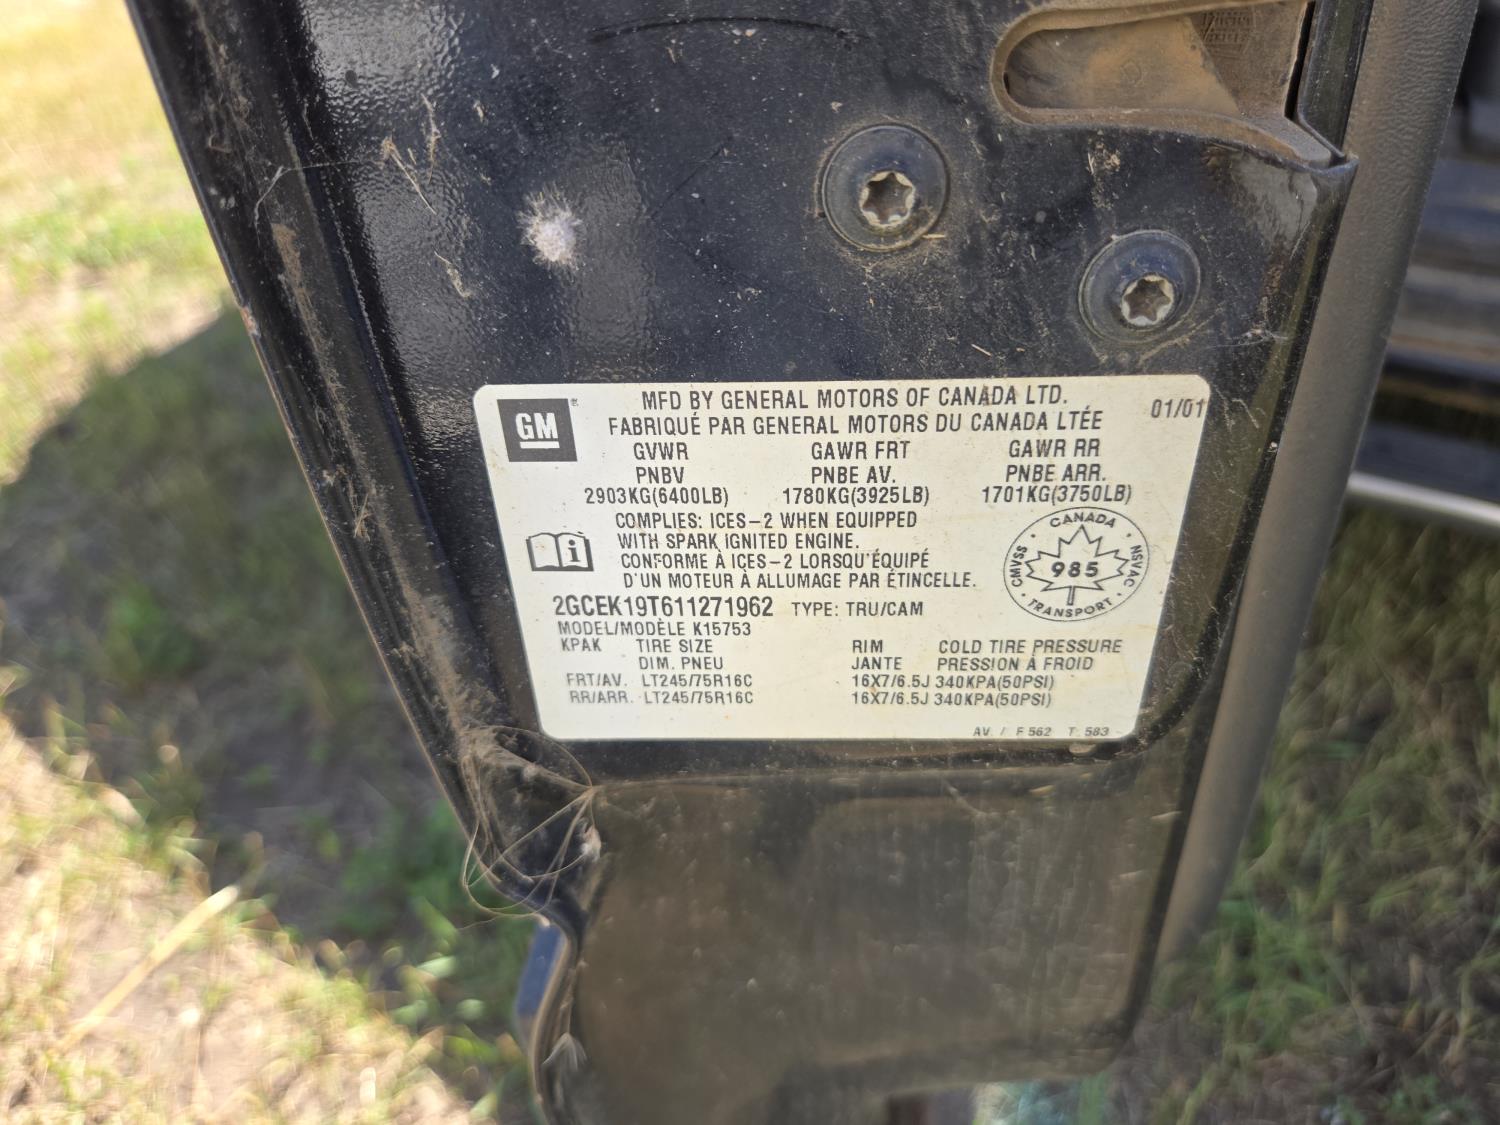 GM
MFD BY GENERAL MOTORS OF CANADA LTD.
01/01
FABRIQUÉ PAR GENERAL MOTORS DU CANADA LTÉE
GVWR GAWR FRT GAWR RR
PNBV PNBE AV. PNBE ARR.
2903KG(6400LB) 1780KG(3925LB) 1701KG(3750LB)
COMPLIES: ICES-2 WHEN EQUIPPED
WITH SPARK IGNITED ENGINE.
CONFORME À ICES-2 LORSQU'ÉQUIPÉ
D'UN MOTEUR À ALLUMAGE PAR ÉTINCELLE.
CANADA
CMVSS 985 NSVAC
TRANSPORT
2GCEK19T611271962 TYPE: TRU/CAM
MODEL/MODÈLE K15753
KPAK TIRE SIZE RIM COLD TIRE PRESSURE
DIM. PNEU JANTE PRESSION À FROID
FRT/AV. LT245/75R16C 16X7/6.5J 340KPA(50PSI)
RR/ARR. LT245/75R16C 16X7/6.5J 340KPA(50PSI)
AV. / F 562 T 583